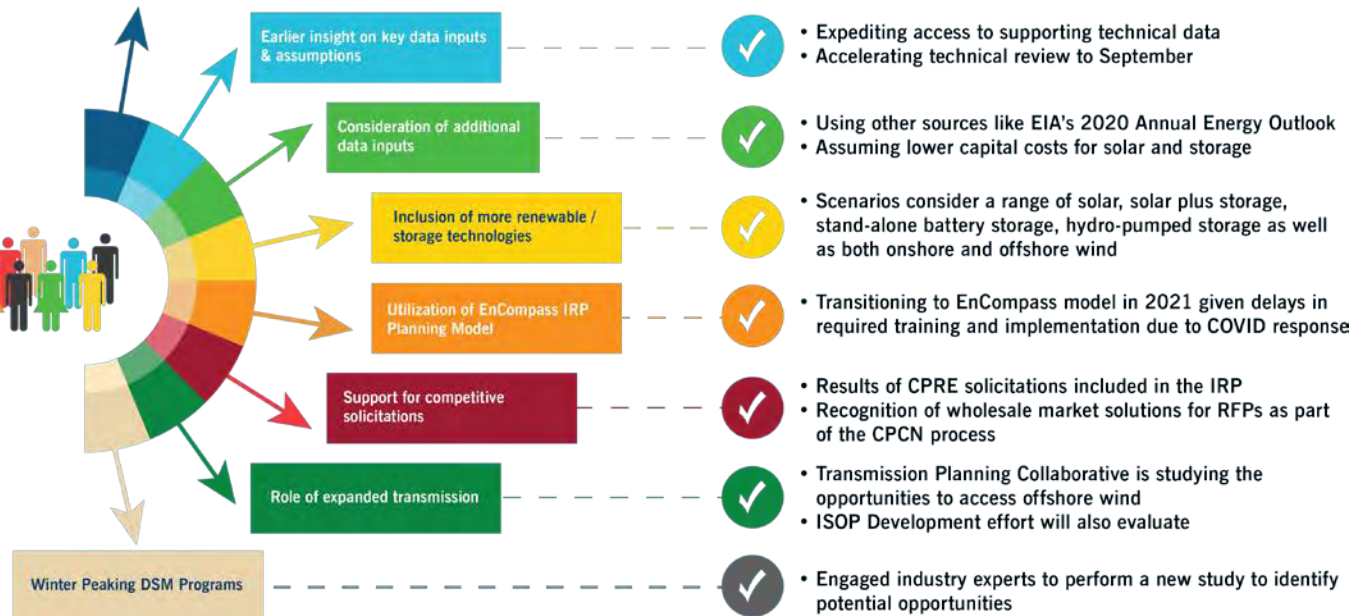 Earlier insight on key data inputs
& assumptions
• Expediting access to supporting technical data
• Accelerating technical review to September
Consideration of additional
data inputs
• Using other sources like EIA's 2020 Annual Energy Outlook
• Assuming lower capital costs for solar and storage
Inclusion of more renewable /
storage technologies
• Scenarios consider a range of solar, solar plus storage,
stand-alone battery storage, hydro-pumped storage as well
as both onshore and offshore wind
Utilization of EnCompass IRP
Planning Model
• Transitioning to EnCompass model in 2021 given delays in
required training and implementation due to COVID response
Support for competitive
solicitations
• Results of CPRE solicitations included in the IRP
• Recognition of wholesale market solutions for RFPs as part
of the CPCN process
Role of expanded transmission
• Transmission Planning Collaborative is studying the
opportunities to access offshore wind
• ISOP Development effort will also evaluate
Winter Peaking DSM Programs
• Engaged industry experts to perform a new study to identify
potential opportunities